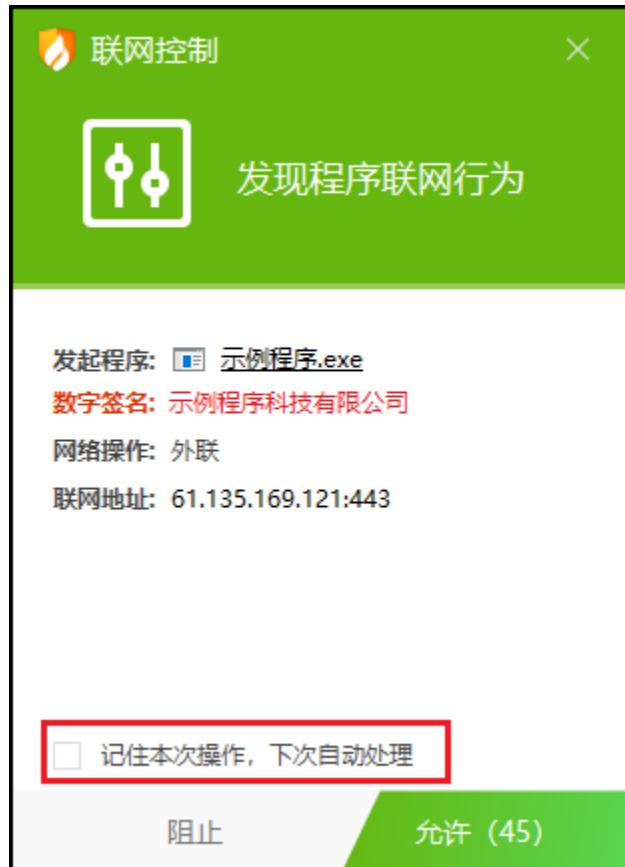 联网控制
发现程序联网行为
发起程序: 示例程序.exe
数字签名: 示例程序科技有限公司
网络操作: 外联
联网地址: 61.135.169.121:443
记住本次操作，下次自动处理
阻止
允许（45）